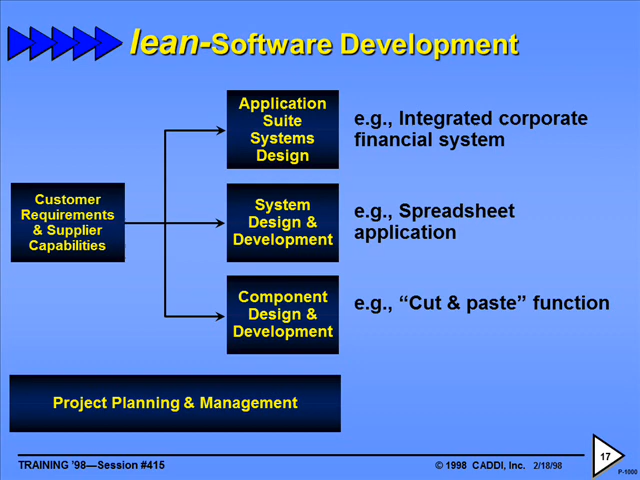 lean-Software Development
Application
Suite
Systems
Design
e.g., Integrated corporate
financial system
Customer
Requirements
& Supplier
Capabilities
System
Design &
Development
e.g., Spreadsheet
application
Component
Design &
Development
e.g., “Cut & paste” function
Project Planning & Management
TRAINING ’98—Session #415
© 1998 CADDI, Inc. 2/18/98
17
P-1000